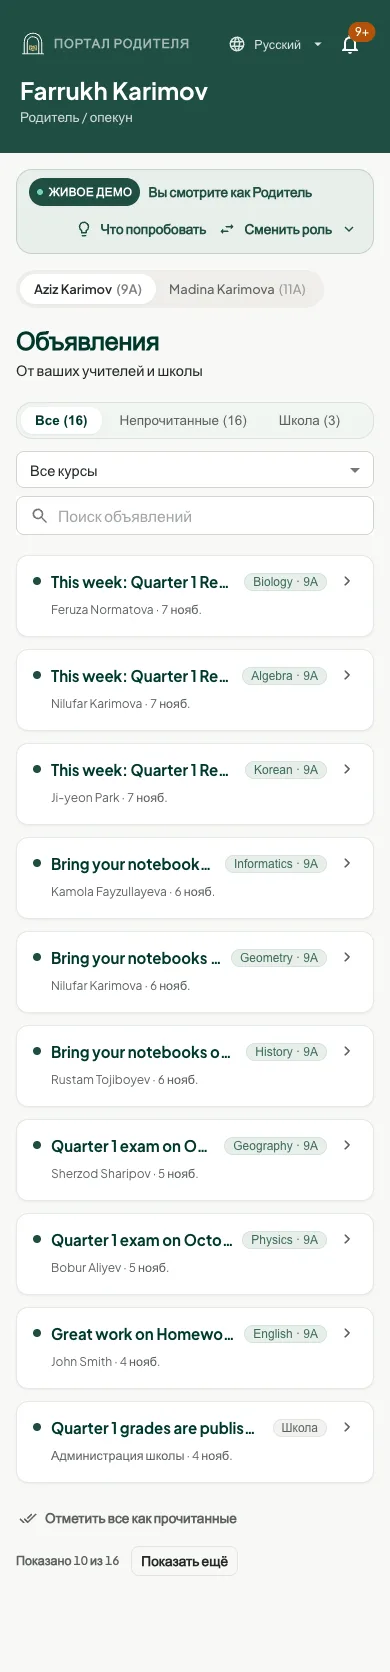 ПОРТАЛ РОДИТЕЛЯ
Русский
9+
Farrukh Karimov
Родитель / опекун
ЖИВОЕ ДЕМО Вы смотрите как Родитель
Что попробовать Сменить роль
Aziz Karimov (9A) Madina Karimova (11A)
Объявления
От ваших учителей и школы
Все (16) Непрочитанные (16) Школа (3)
Все курсы
Поиск объявлений
This week: Quarter 1 Re... Biology · 9A
Feruza Normatova · 7 нояб.
This week: Quarter 1 Re... Algebra · 9A
Nilufar Karimova · 7 нояб.
This week: Quarter 1 Re... Korean · 9A
Ji-yeon Park · 7 нояб.
Bring your notebook... Informatics · 9A
Kamola Fayzullayeva · 6 нояб.
Bring your notebooks ... Geometry · 9A
Nilufar Karimova · 6 нояб.
Bring your notebooks o... History · 9A
Rustam Tojiboyev · 6 нояб.
Quarter 1 exam on O... Geography · 9A
Sherzod Sharipov · 5 нояб.
Quarter 1 exam on Octo... Physics · 9A
Bobur Aliyev · 5 нояб.
Great work on Homewo... English · 9A
John Smith · 4 нояб.
Quarter 1 grades are publis... Школа
Администрация школы · 4 нояб.
Отметить все как прочитанные
Показано 10 из 16 Показать ещё